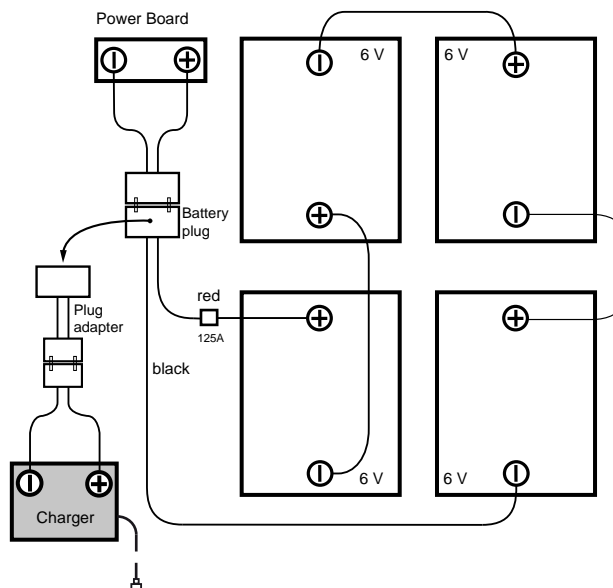 Power Board
6 V
6 V
Battery
plug
Plug
adapter
red
125A
black
6 V
6 V
Charger